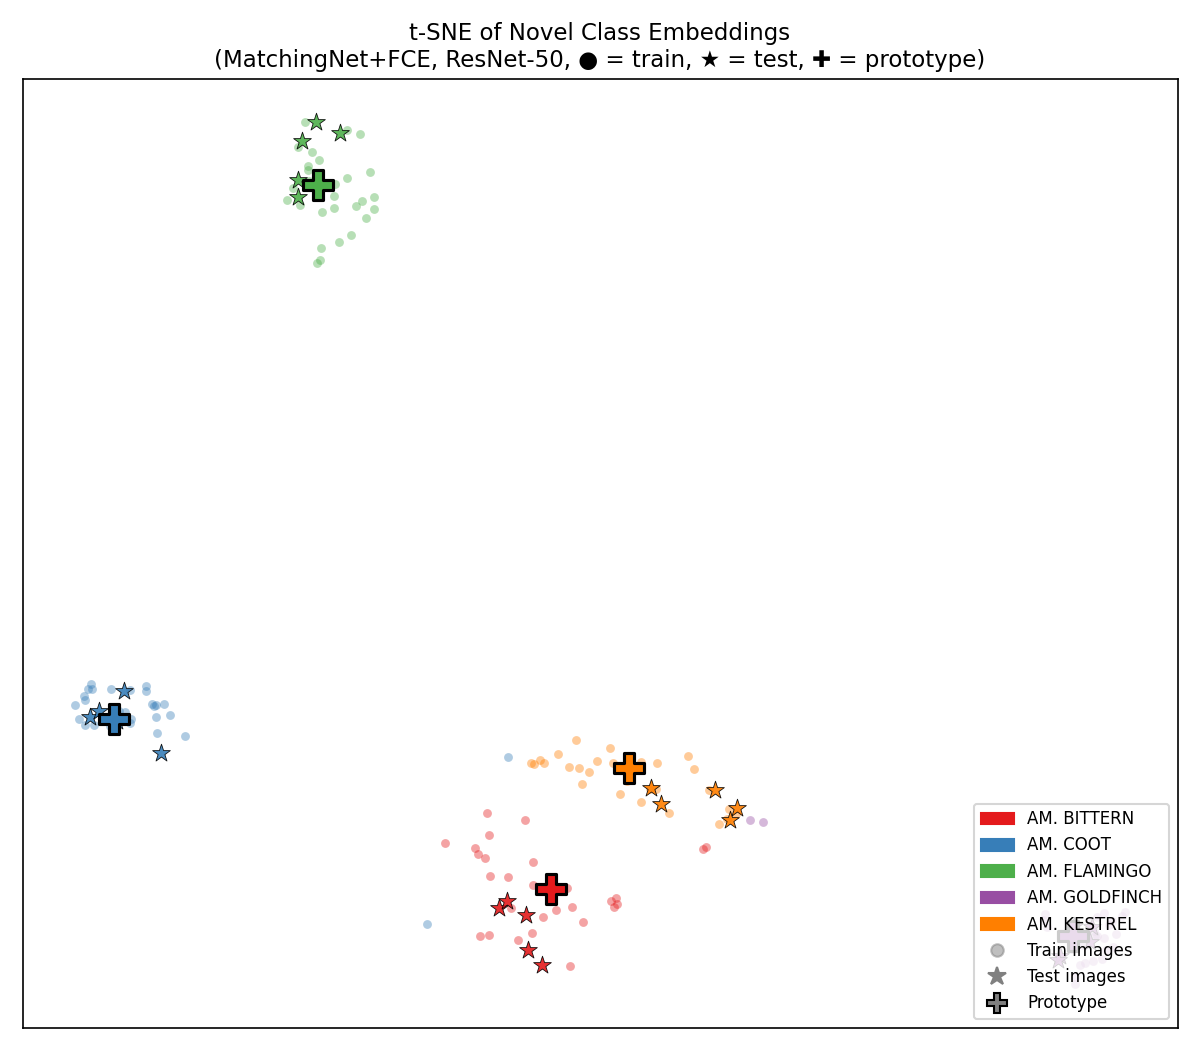 t-SNE of Novel Class Embeddings
(MatchingNet+FCE, ResNet-50, ● = train, ★ = test, ✚ = prototype)
AM. BITTERN
AM. COOT
AM. FLAMINGO
AM. GOLDFINCH
AM. KESTREL
Train images
Test images
Prototype